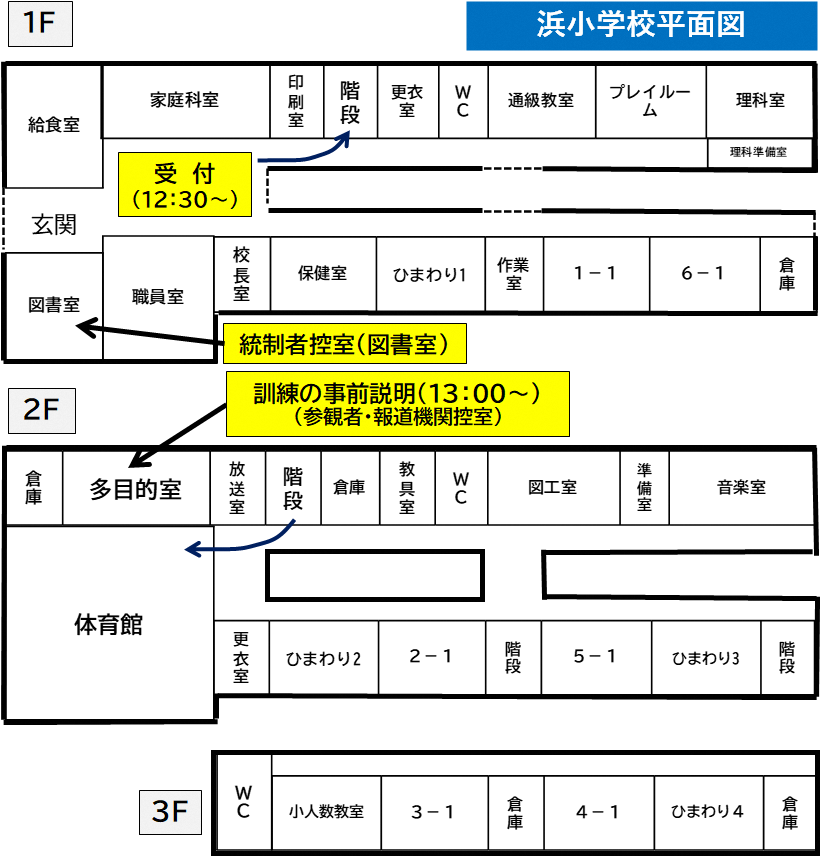 1F
浜小学校平面図
給食室
家庭科室
印刷室
階段
更衣室
WC
通級教室
プレイルーム
理科室
理科準備室
受 付
（12：30～）
玄関
図書室
職員室
校長室
保健室
ひまわり1
作業室
１－１
６－１
倉庫
統制者控室（図書室）
2F
訓練の事前説明（13：00～）
（参観者・報道機関控室）
倉庫
多目的室
放送室
階段
倉庫
教具室
WC
図工室
準備室
音楽室
体育館
更衣室
ひまわり2
２－１
階段
５－１
ひまわり3
階段
3F
WC
小人数教室
３－１
倉庫
４－１
ひまわり４
倉庫